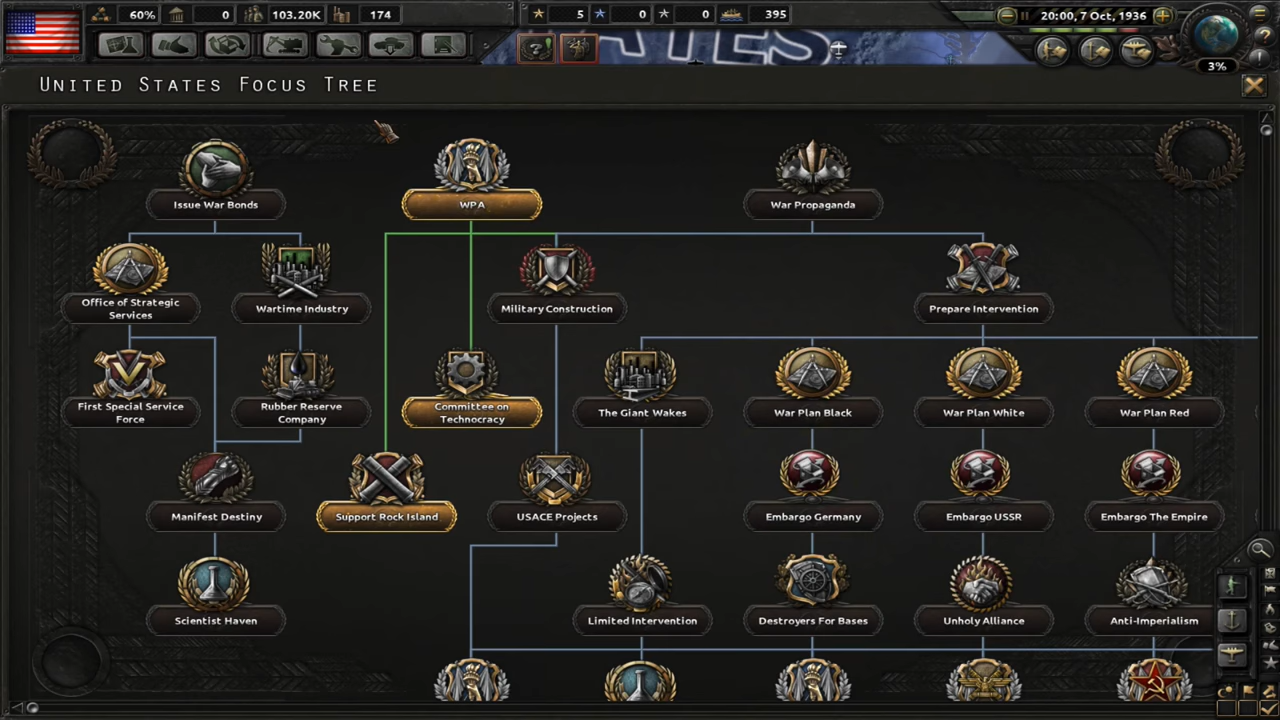 60%
0
103.20K
174
5
0
0
395
20:00, 7 Oct, 1936
3%
UNITED STATES FOCUS TREE
Issue War Bonds
WPA
War Propaganda
Office of Strategic
Services
Wartime Industry
Military Construction
Prepare Intervention
First Special Service
Force
Rubber Reserve
Company
Committee on
Technocracy
The Giant Wakes
War Plan Black
War Plan White
War Plan Red
Manifest Destiny
Support Rock Island
USACE Projects
Embargo Germany
Embargo USSR
Embargo The Empire
Scientist Haven
Limited Intervention
Destroyers For Bases
Unholy Alliance
Anti-Imperialism